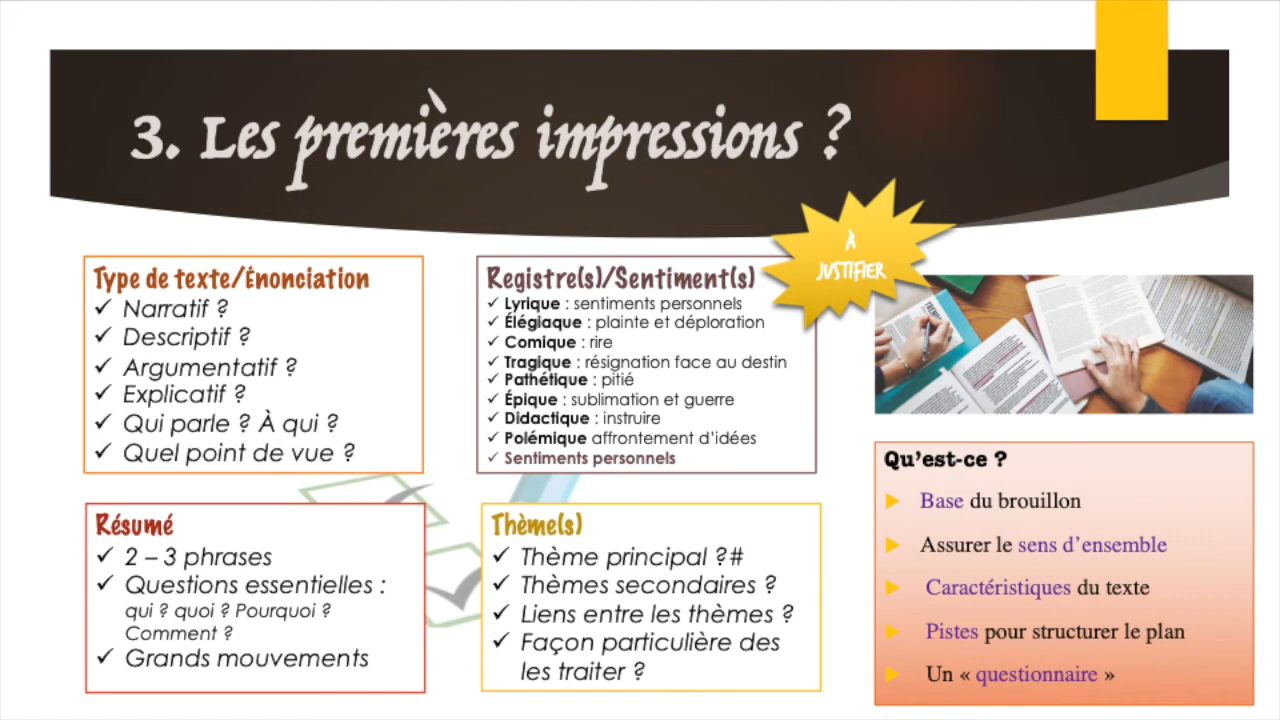 3. Les premières impressions ?
À
JUSTIFIER
Type de texte/Énonciation
✓ Narratif ?
✓ Descriptif ?
✓ Argumentatif ?
✓ Explicatif ?
✓ Qui parle ? À qui ?
✓ Quel point de vue ?
Registre(s)/Sentiment(s)
✓ Lyrique : sentiments personnels
✓ Élégiaque : plainte et déploration
✓ Comique : rire
✓ Tragique : résignation face au destin
✓ Pathétique : pitié
✓ Épique : sublimation et guerre
✓ Didactique : instruire
✓ Polémique affrontement d'idées
✓ Sentiments personnels
Résumé
✓ 2 – 3 phrases
✓ Questions essentielles :
qui ? quoi ? Pourquoi ?
Comment ?
✓ Grands mouvements
Thème(s)
✓ Thème principal ?#
✓ Thèmes secondaires ?
✓ Liens entre les thèmes ?
✓ Façon particulière des
les traiter ?
Qu'est-ce ?
Base du brouillon
Assurer le sens d'ensemble
Caractéristiques du texte
Pistes pour structurer le plan
Un « questionnaire »